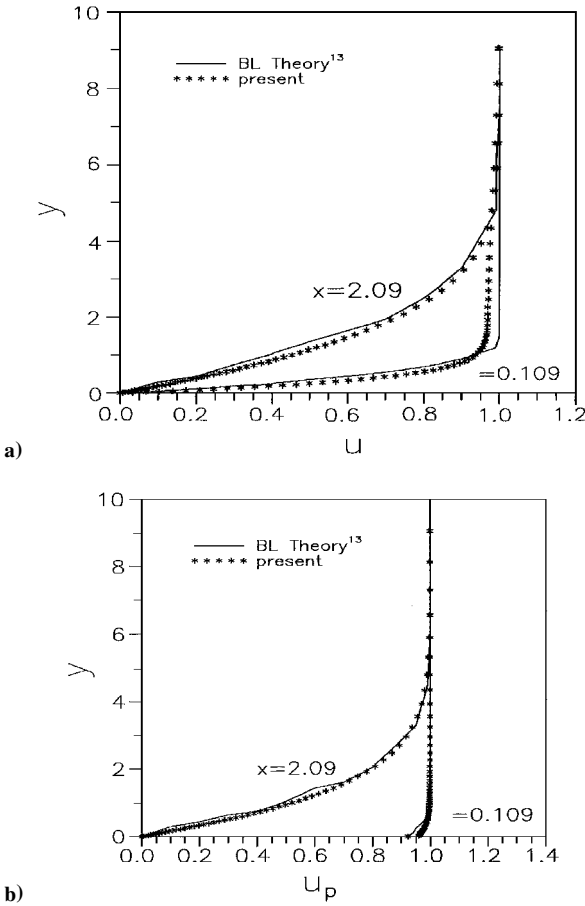 10
8
6
4
2
0
y
BL Theory¹³
present
x=2.09
=0.109
0.0 0.2 0.4 0.6 0.8 1.0 1.2
u
a)
10
8
6
4
2
0
y
BL Theory¹³
present
x=2.09
=0.109
0.0 0.2 0.4 0.6 0.8 1.0 1.2 1.4
uₚ
b)